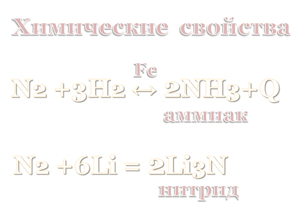 Химические свойства
Fe
N2 +3H2 ↔ 2NH3+Q
аммиак
N2 +6Li = 2Li3N
нитрид